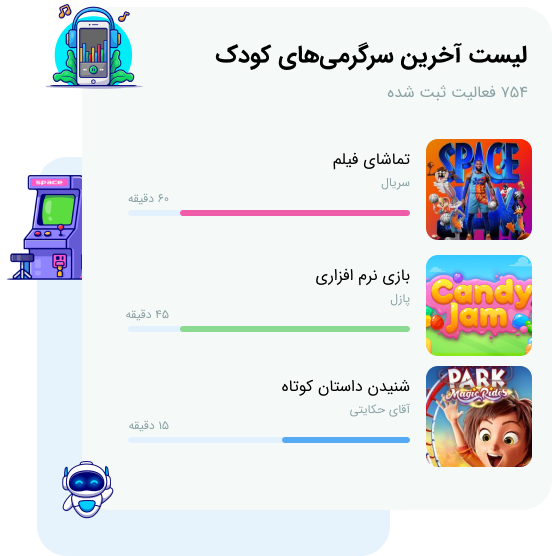 لیست آخرین سرگرمی‌های کودک
۷۵۴ فعالیت ثبت شده
تماشای فیلم
سریال
۶۰ دقیقه
SPACE
JAM
بازی نرم افزاری
پازل
۴۵ دقیقه
Candy
Jam
شنیدن داستان کوتاه
آقای حکایتی
۱۵ دقیقه
PARK
Magic Rides
space